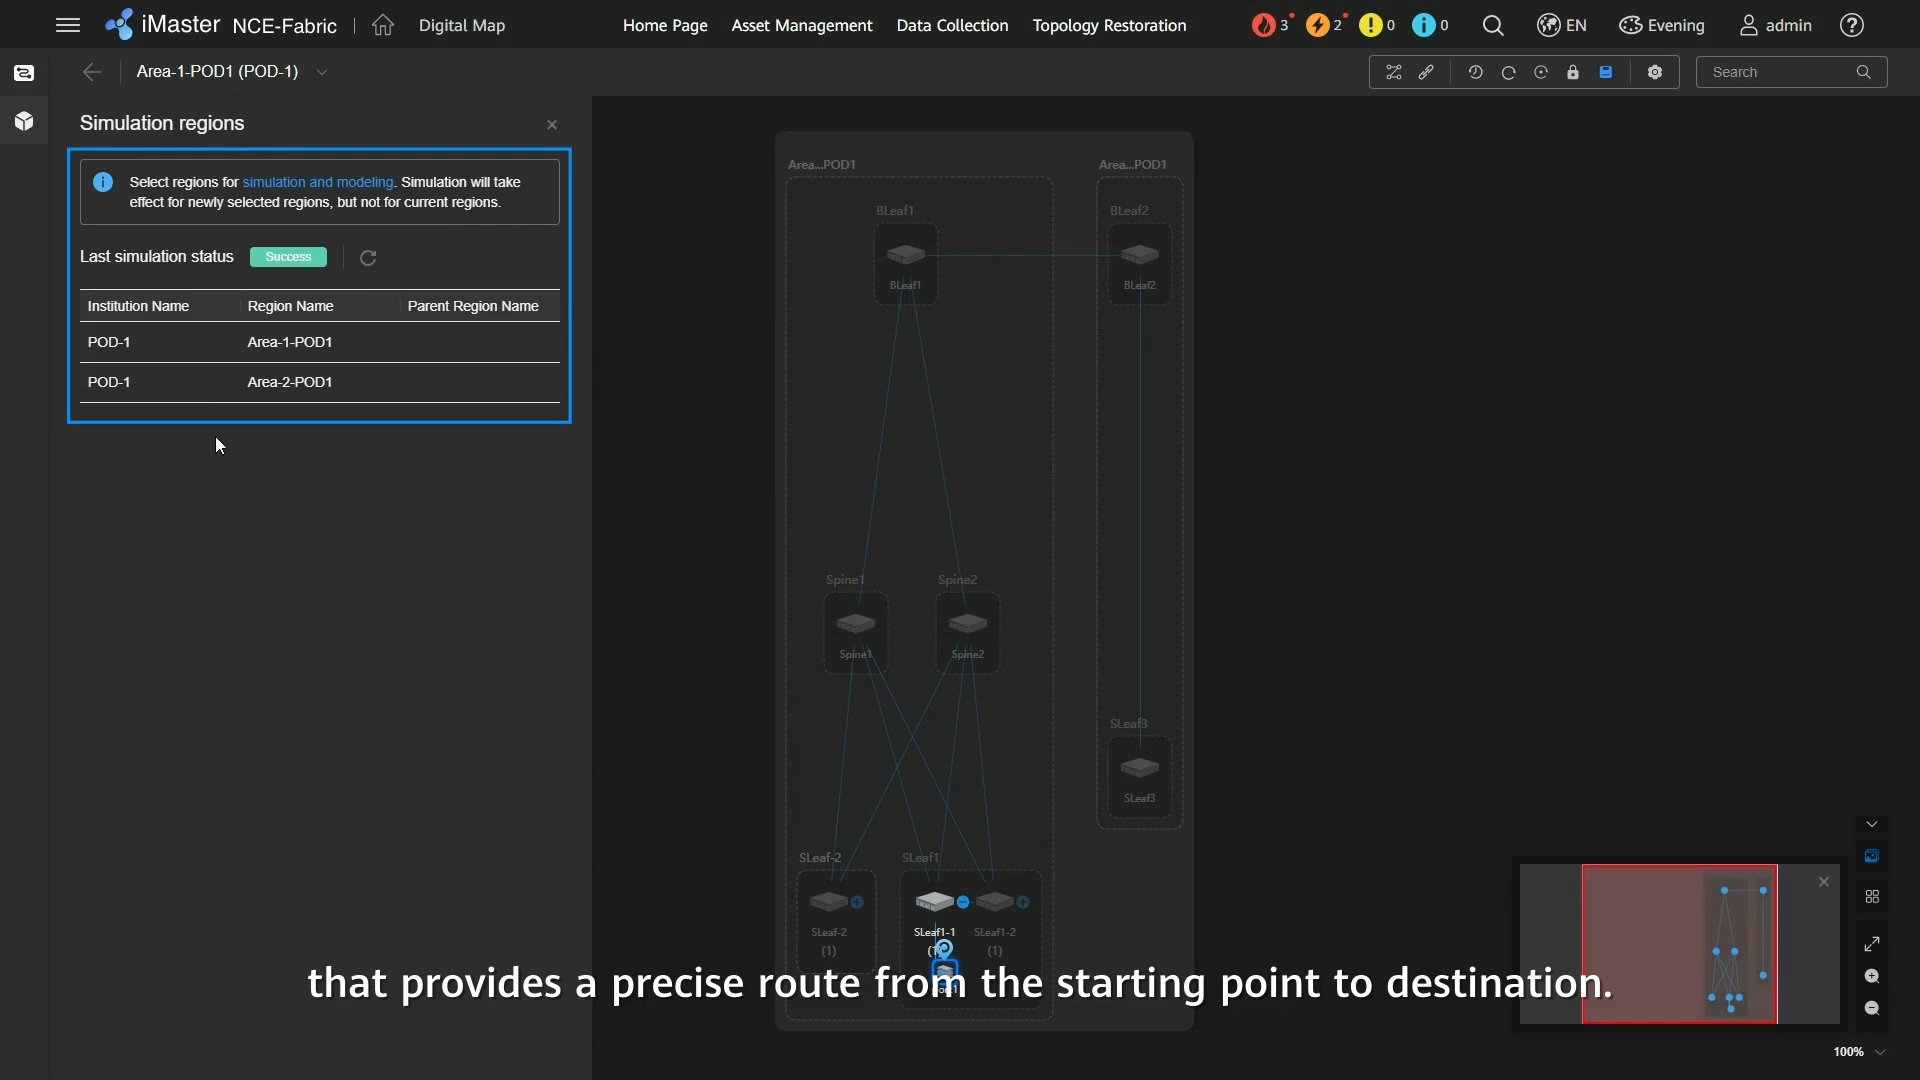 iMaster NCE-Fabric
Digital Map
Home Page
Asset Management
Data Collection
Topology Restoration
3
2
0
0
EN
Evening
admin
Area-1-POD1 (POD-1)
Search
Simulation regions
Select regions for simulation and modeling. Simulation will take
effect for newly selected regions, but not for current regions.
Last simulation status
Success
Institution Name
Region Name
Parent Region Name
POD-1
Area-1-POD1
POD-1
Area-2-POD1
Area...POD1
Area...POD1
BLeaf1
BLeaf2
BLeaf1
BLeaf2
Spine1
Spine2
Spine1
Spine2
SLeaf3
SLeaf3
SLeaf-2
SLeaf1
SLeaf-2
SLeaf1-1
SLeaf1-2
(1)
(1)
that provides a precise route from the starting point to destination.
100%